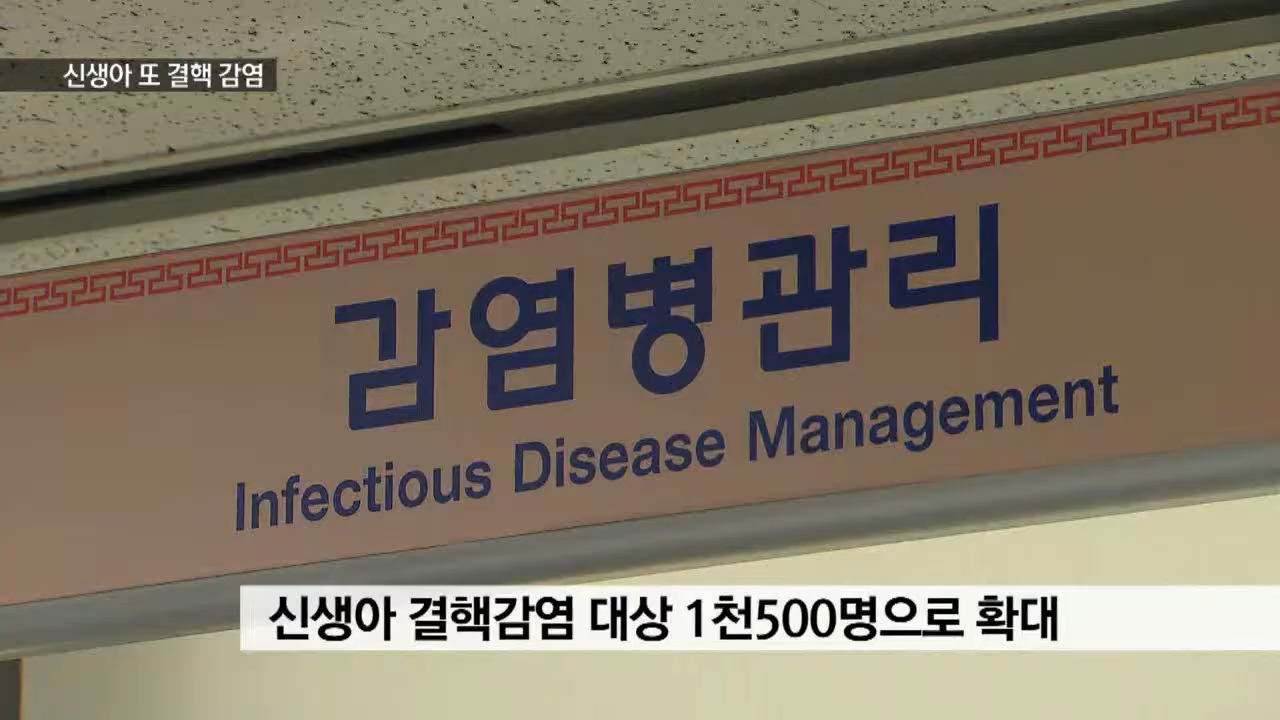 신생아 또 결핵 감염
감염병관리
Infectious Disease Management
신생아 결핵감염 대상 1천500명으로 확대